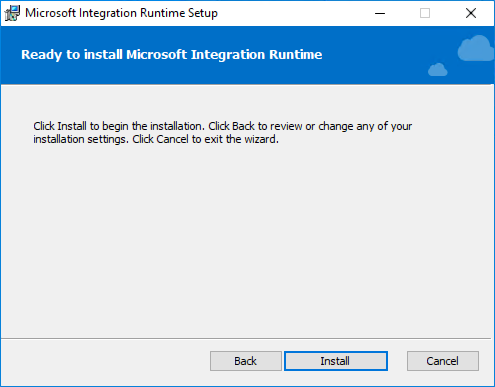 Microsoft Integration Runtime Setup
Ready to install Microsoft Integration Runtime
Click Install to begin the installation. Click Back to review or change any of your
installation settings. Click Cancel to exit the wizard.
Back Install Cancel